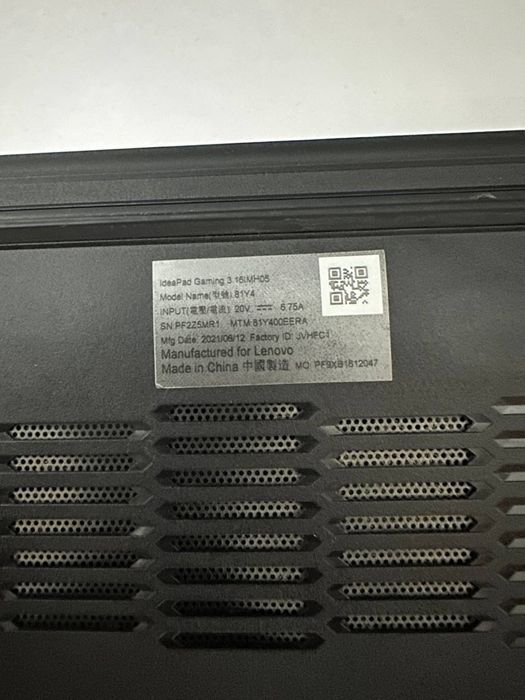 IdeaPad Gaming 3 15IMH05
Model Name(型號) 81Y4
INPUT(電壓/電流) 20V ⎓ 6.75A
SN PF2Z5MR1 MTM 81Y400EERA
Mfg Date 2021/06/12 Factory ID: JVHFC1
Manufactured for Lenovo
Made in China 中國製造 MO: PF9XB1612047